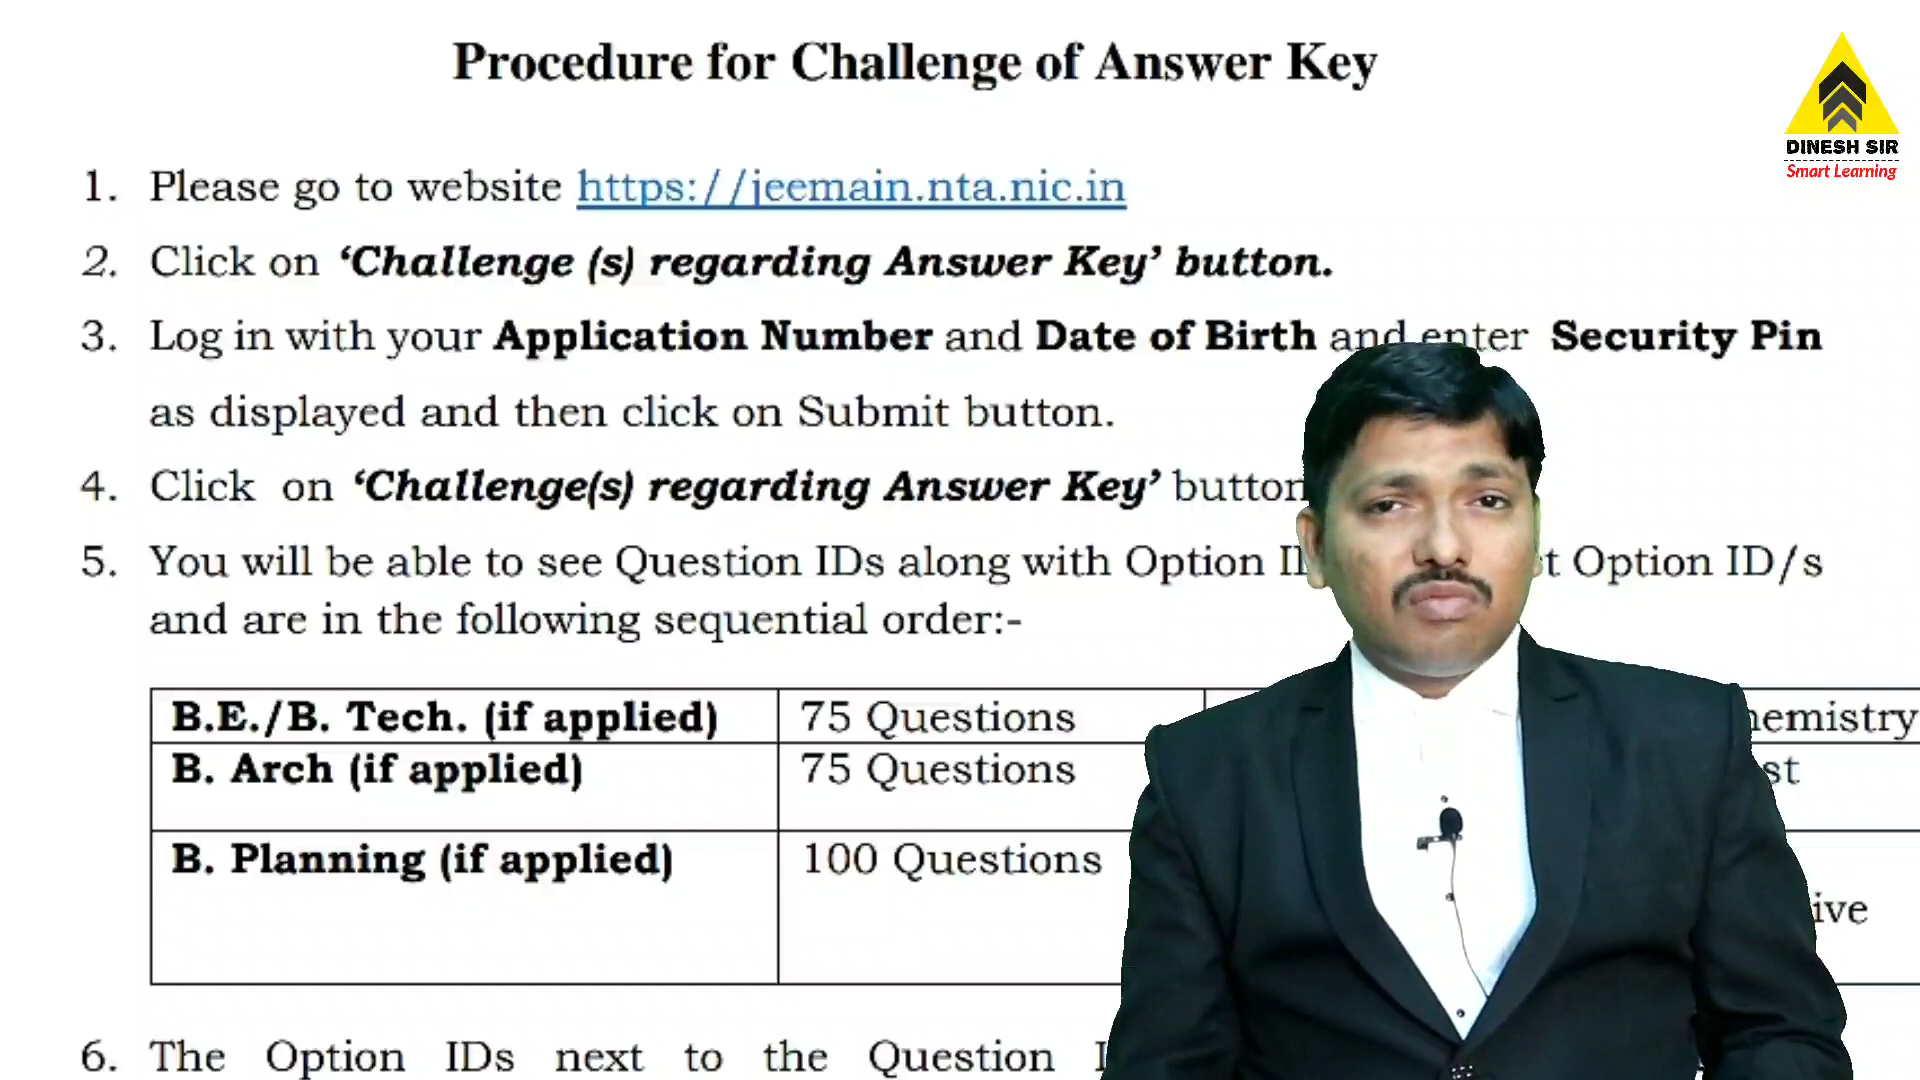 Procedure for Challenge of Answer Key
DINESH SIR
Smart Learning
1. Please go to website https://jeemain.nta.nic.in
2. Click on ‘Challenge (s) regarding Answer Key’ button.
3. Log in with your Application Number and Date of Birth and enter Security Pin
as displayed and then click on Submit button.
4. Click on ‘Challenge(s) regarding Answer Key’ button
5. You will be able to see Question IDs along with Option Option ID/s
and are in the following sequential order:-
B.E./B. Tech. (if applied) 75 Questions
B. Arch (if applied) 75 Questions
B. Planning (if applied) 100 Questions
6. The Option IDs next to the Question